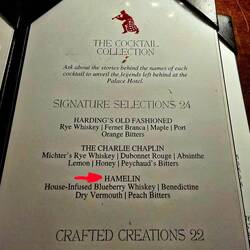 THE COCKTAIL
COLLECTION
Ask about the stories behind the names of each
cocktail to unveil the legends left behind at the
Palace Hotel.
SIGNATURE SELECTIONS 24
HARDING'S OLD FASHIONED
Rye Whiskey | Fernet Branca | Maple | Port
Orange Bitters
THE CHARLIE CHAPLIN
Michter's Rye Whiskey | Dubonnet Rouge | Absinthe
Lemon | Honey | Peychaud's Bitters
HAMELIN
House-Infused Blueberry Whiskey | Benedictine
Dry Vermouth | Peach Bitters
CRAFTED CREATIONS 22